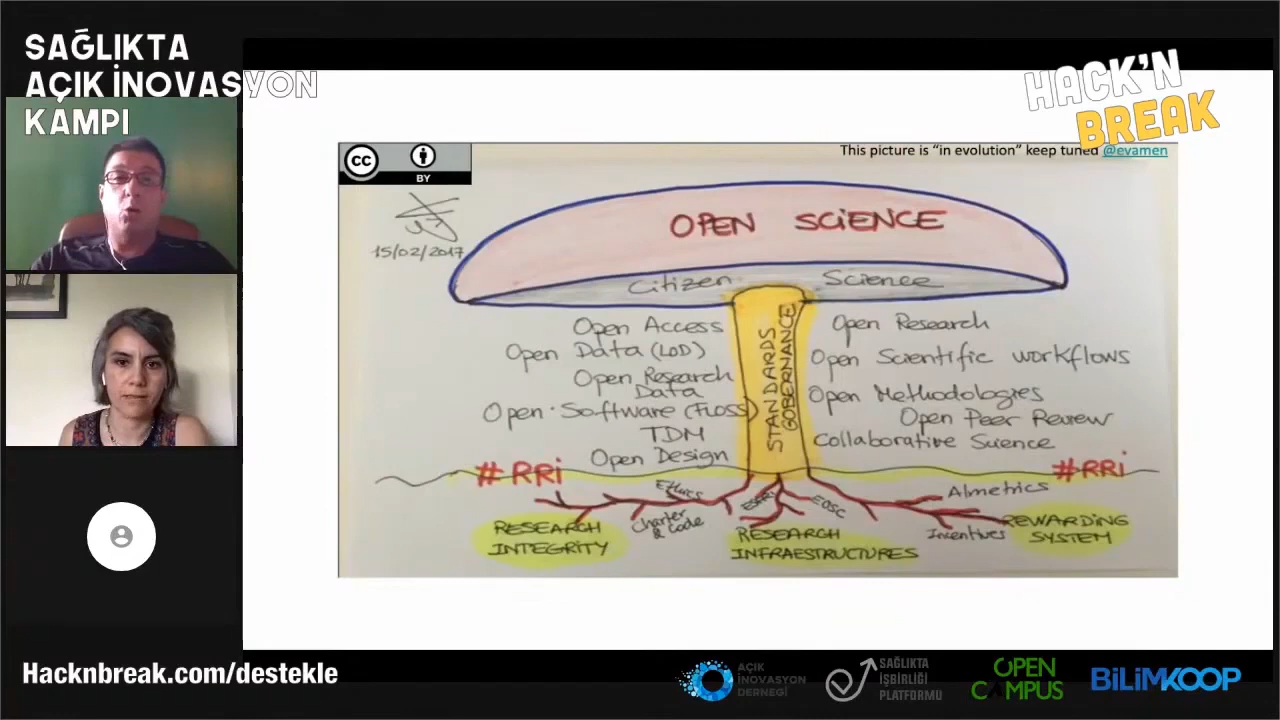 SAĞLIKTA
AÇIK İNOVASYON
KAMPI
HACK'N
BREAK
This picture is "in evolution" keep tuned @evamen
CC
BY
15/02/2017
OPEN SCIENCE
Citizen Science
Open Access
Open Data (LOD)
Open Research
Data
Open · Software (FLOSS)
TDM
Open Design
STANDARDS
GOBERNANCE
Open Research
Open Scientific workflows
Open Methodologies
Open Peer Review
Collaborative Science
#RRi
#RRi
Ethics
Charter
& Code
RESEARCH
INTEGRITY
ESFRI
EOSC
RESEARCH
INFRAESTRUCTURES
Almetrics
Incentives
REWARDING
SYSTEM
Hacknbreak.com/destekle
AÇIK
İNOVASYON
DERNEĞİ
SAĞLIKTA
İŞBİRLİĞİ
PLATFORMU
OPEN
CAMPUS
BİLİMKOOP